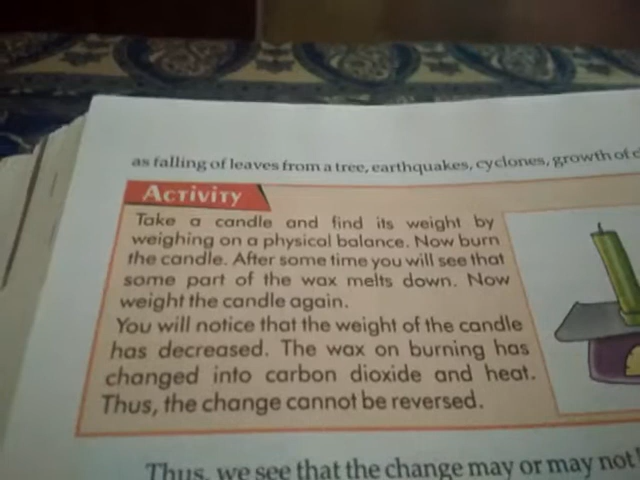 as falling of leaves from a tree, earthquakes, cyclones, growth of
ACTIVITY
Take a candle and find its weight by
weighing on a physical balance. Now burn
the candle. After some time you will see that
some part of the wax melts down. Now
weight the candle again.
You will notice that the weight of the candle
has decreased. The wax on burning has
changed into carbon dioxide and heat.
Thus, the change cannot be reversed.
Thus, we see that the change may or may not